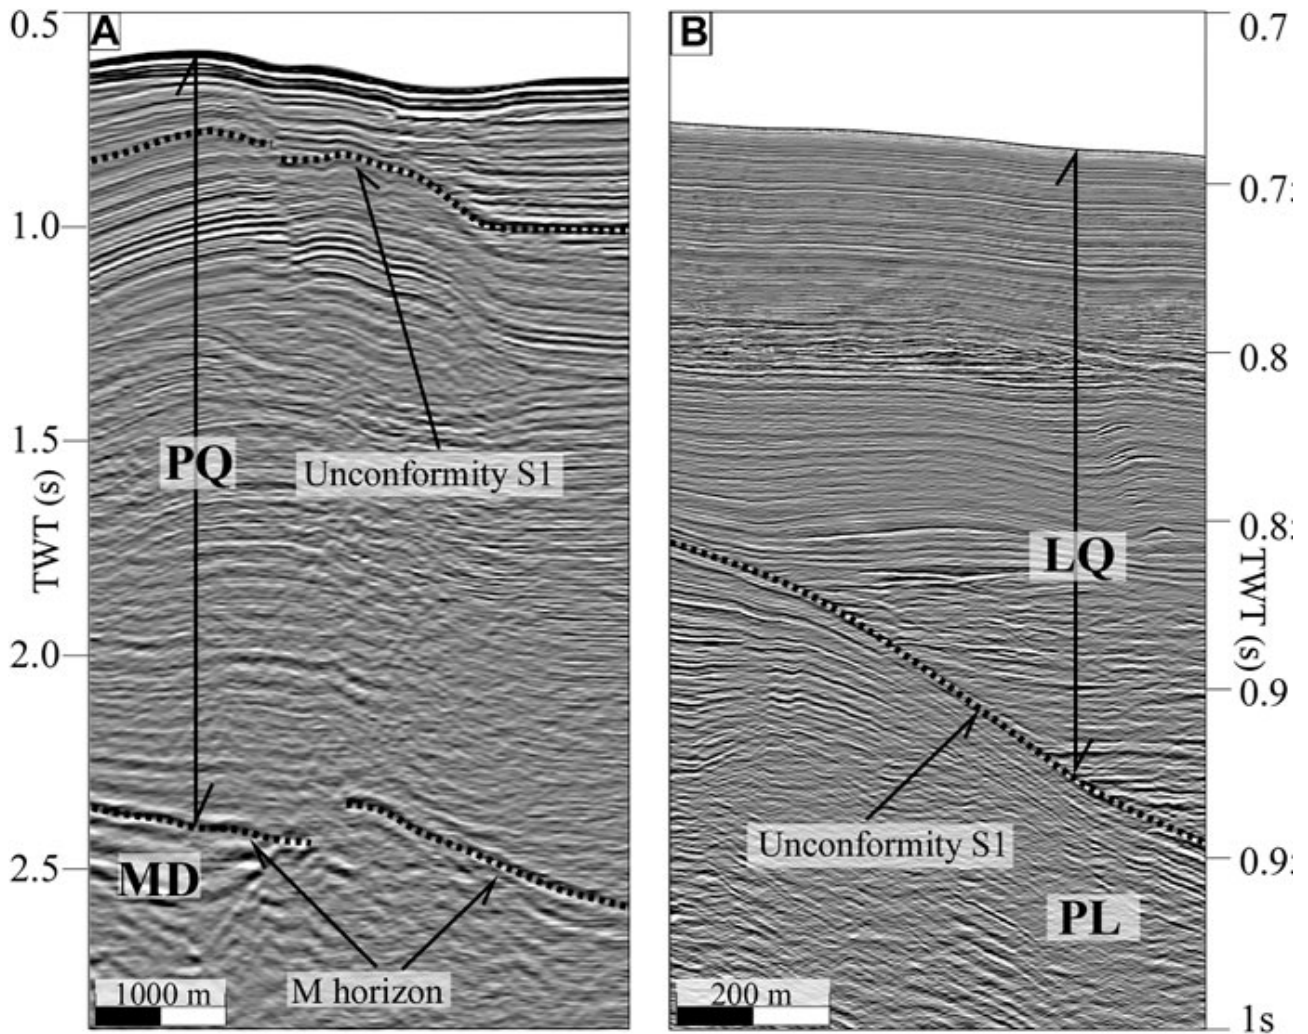 A
B
0.5
1.0
1.5
2.0
2.5
TWT (s)
PQ
Unconformity S1
MD
M horizon
1000 m
0.7
0.8
0.9
1s
TWT (s)
LQ
Unconformity S1
PL
200 m